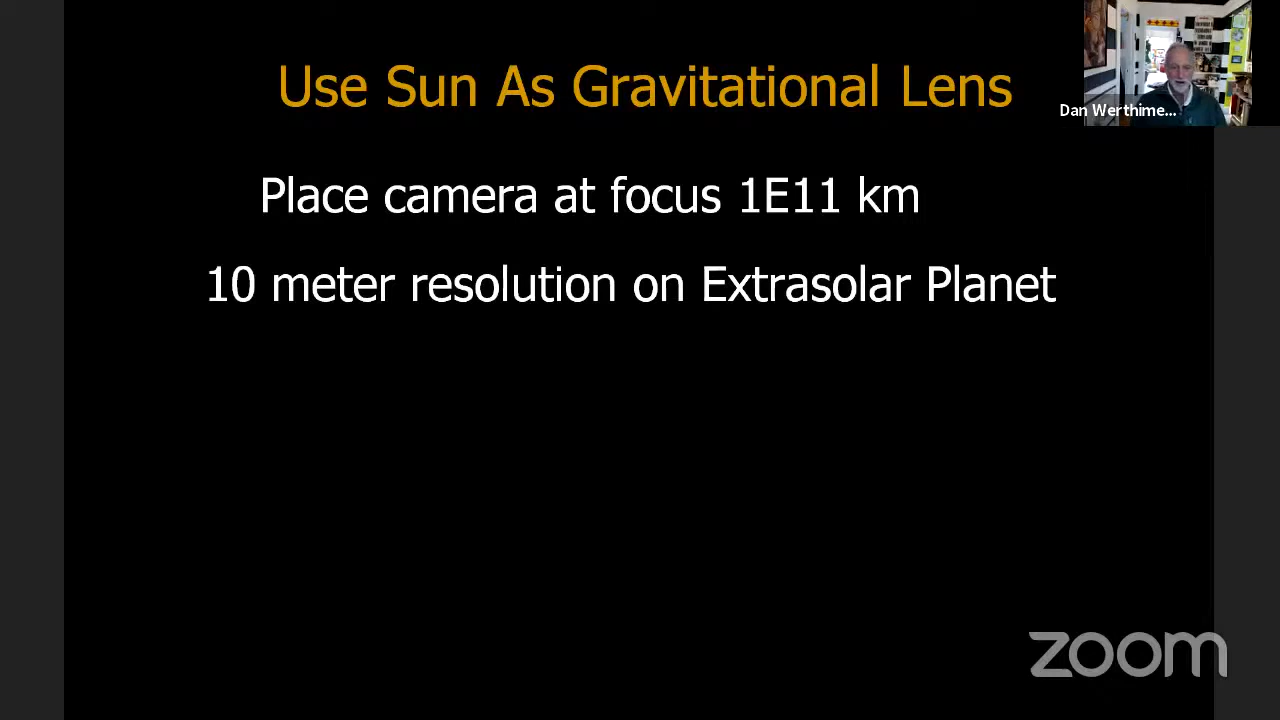 Use Sun As Gravitational Lens
Dan Werthime...
Place camera at focus 1E11 km
10 meter resolution on Extrasolar Planet
zoom